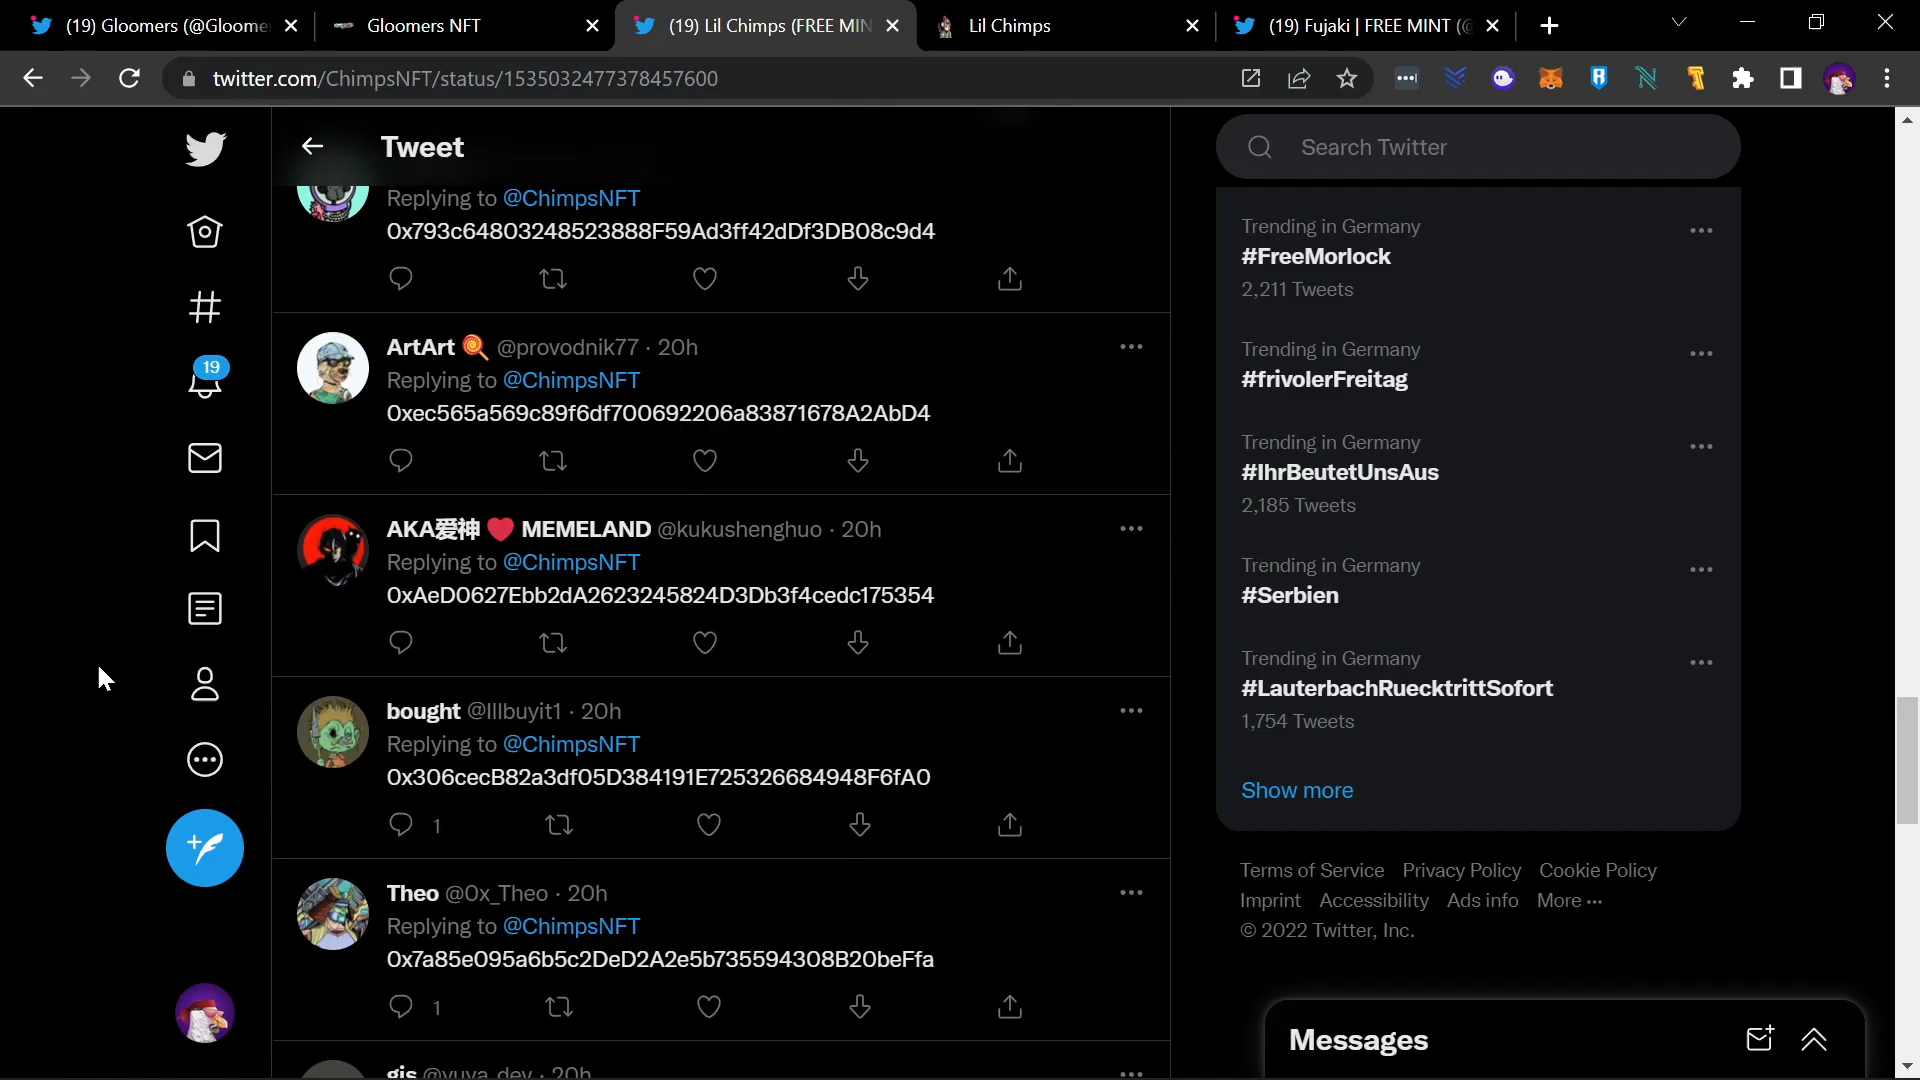 (19) Gloomers (@Gloome
Gloomers NFT
(19) Lil Chimps (FREE MIN
Lil Chimps
(19) Fujaki | FREE MINT (@
twitter.com/ChimpsNFT/status/1535032477378457600
Tweet
Search Twitter
19
Replying to @ChimpsNFT
0x793c64803248523888F59Ad3ff42dDf3DB08c9d4
ArtArt 🍭 @provodnik77 · 20h
Replying to @ChimpsNFT
0xec565a569c89f6df700692206a83871678A2AbD4
AKA爱神 ❤️ MEMELAND @kukushenghuo · 20h
Replying to @ChimpsNFT
0xAeD0627Ebb2dA2623245824D3Db3f4cedc175354
bought @lllbuyit1 · 20h
Replying to @ChimpsNFT
0x306cecB82a3df05D384191E725326684948F6fA0
1
Theo @0x_Theo · 20h
Replying to @ChimpsNFT
0x7a85e095a6b5c2DeD2A2e5b735594308B20beFfa
1
gis @yuya_dev · 20h
Trending in Germany
#FreeMorlock
2,211 Tweets
Trending in Germany
#frivolerFreitag
Trending in Germany
#IhrBeutetUnsAus
2,185 Tweets
Trending in Germany
#Serbien
Trending in Germany
#LauterbachRuecktrittSofort
1,754 Tweets
Show more
Terms of Service Privacy Policy Cookie Policy
Imprint Accessibility Ads info More ···
© 2022 Twitter, Inc.
Messages